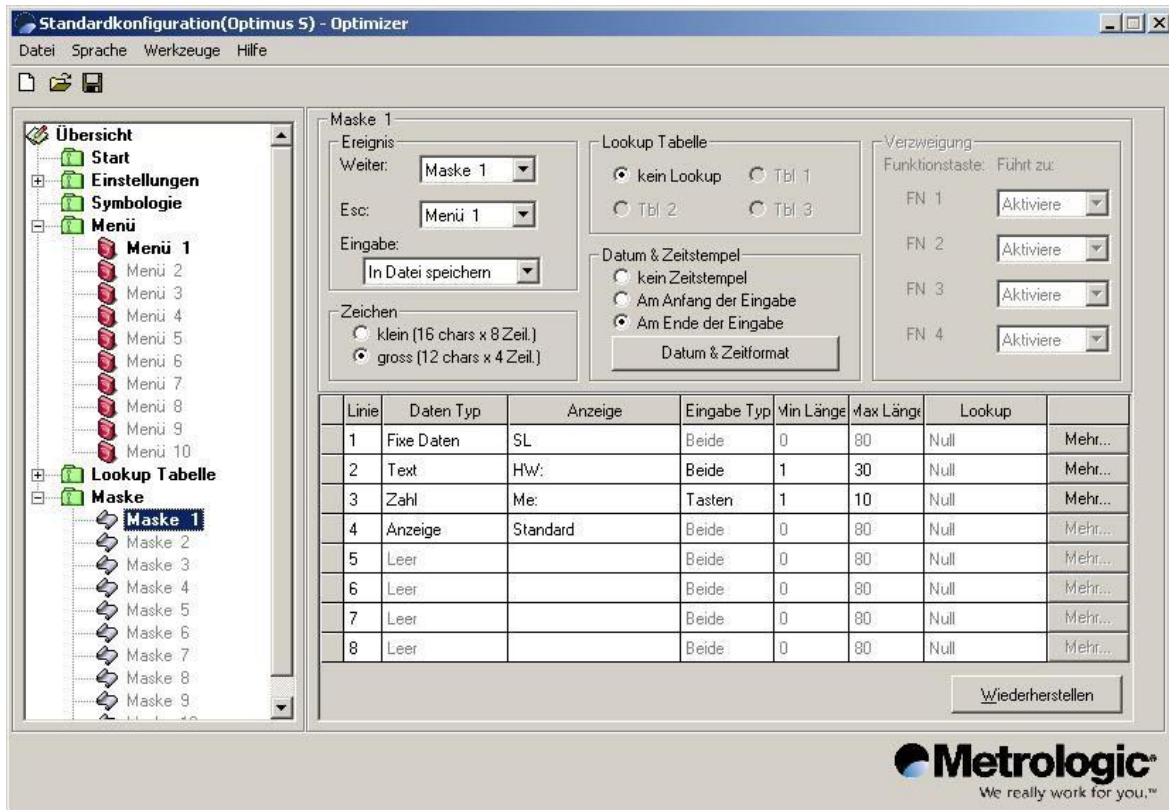 Standardkonfiguration(Optimus S) - Optimizer
Datei Sprache Werkzeuge Hilfe
Übersicht
Start
Einstellungen
Symbologie
Menü
Menü 1
Menü 2
Menü 3
Menü 4
Menü 5
Menü 6
Menü 7
Menü 8
Menü 9
Menü 10
Lookup Tabelle
Maske
Maske 1
Maske 2
Maske 3
Maske 4
Maske 5
Maske 6
Maske 7
Maske 8
Maske 9
Maske 1
Ereignis
Weiter: Maske 1
Esc: Menü 1
Eingabe:
In Datei speichern
Zeichen
klein (16 chars x 8 Zeil.)
gross (12 chars x 4 Zeil.)
Lookup Tabelle
kein Lookup Tbl 1
Tbl 2 Tbl 3
Datum & Zeitstempel
kein Zeitstempel
Am Anfang der Eingabe
Am Ende der Eingabe
Datum & Zeitformat
Verzweigung
Funktionstaste: Führt zu:
FN 1 Aktiviere
FN 2 Aktiviere
FN 3 Aktiviere
FN 4 Aktiviere
Linie Daten Typ Anzeige Eingabe Typ Min Länge Max Länge Lookup
1 Fixe Daten SL Beide 0 80 Null Mehr...
2 Text HW: Beide 1 30 Null Mehr...
3 Zahl Me: Tasten 1 10 Null Mehr...
4 Anzeige Standard Beide 0 80 Null Mehr...
5 Leer Beide 0 80 Null Mehr...
6 Leer Beide 0 80 Null Mehr...
7 Leer Beide 0 80 Null Mehr...
8 Leer Beide 0 80 Null Mehr...
Wiederherstellen
Metrologic
We really work for you.™